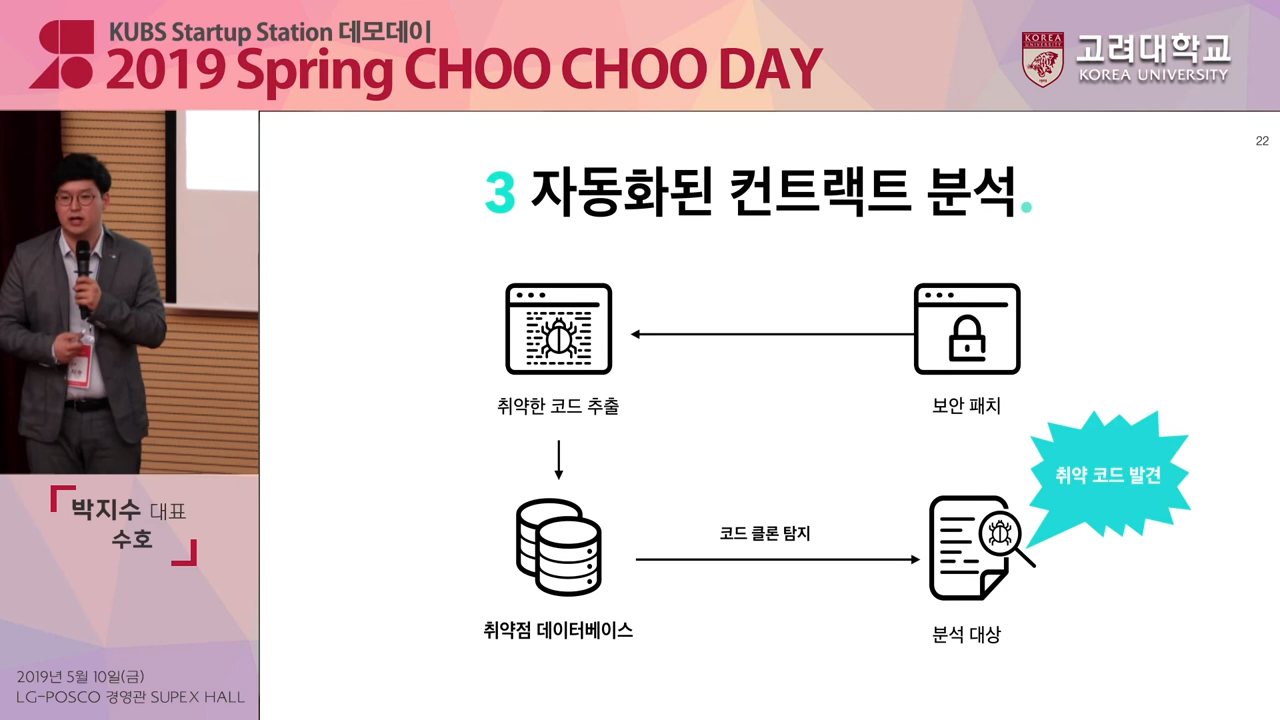 KUBS Startup Station 데모데이
2019 Spring CHOO CHOO DAY
KOREA
UNIVERSITY
고려대학교
KOREA UNIVERSITY
22
3 자동화된 컨트랙트 분석.
취약한 코드 추출
보안 패치
취약 코드 발견
코드 클론 탐지
취약점 데이터베이스
분석 대상
박지수 대표
수호
2019년 5월 10일(금)
LG-POSCO 경영관 SUPEX HALL